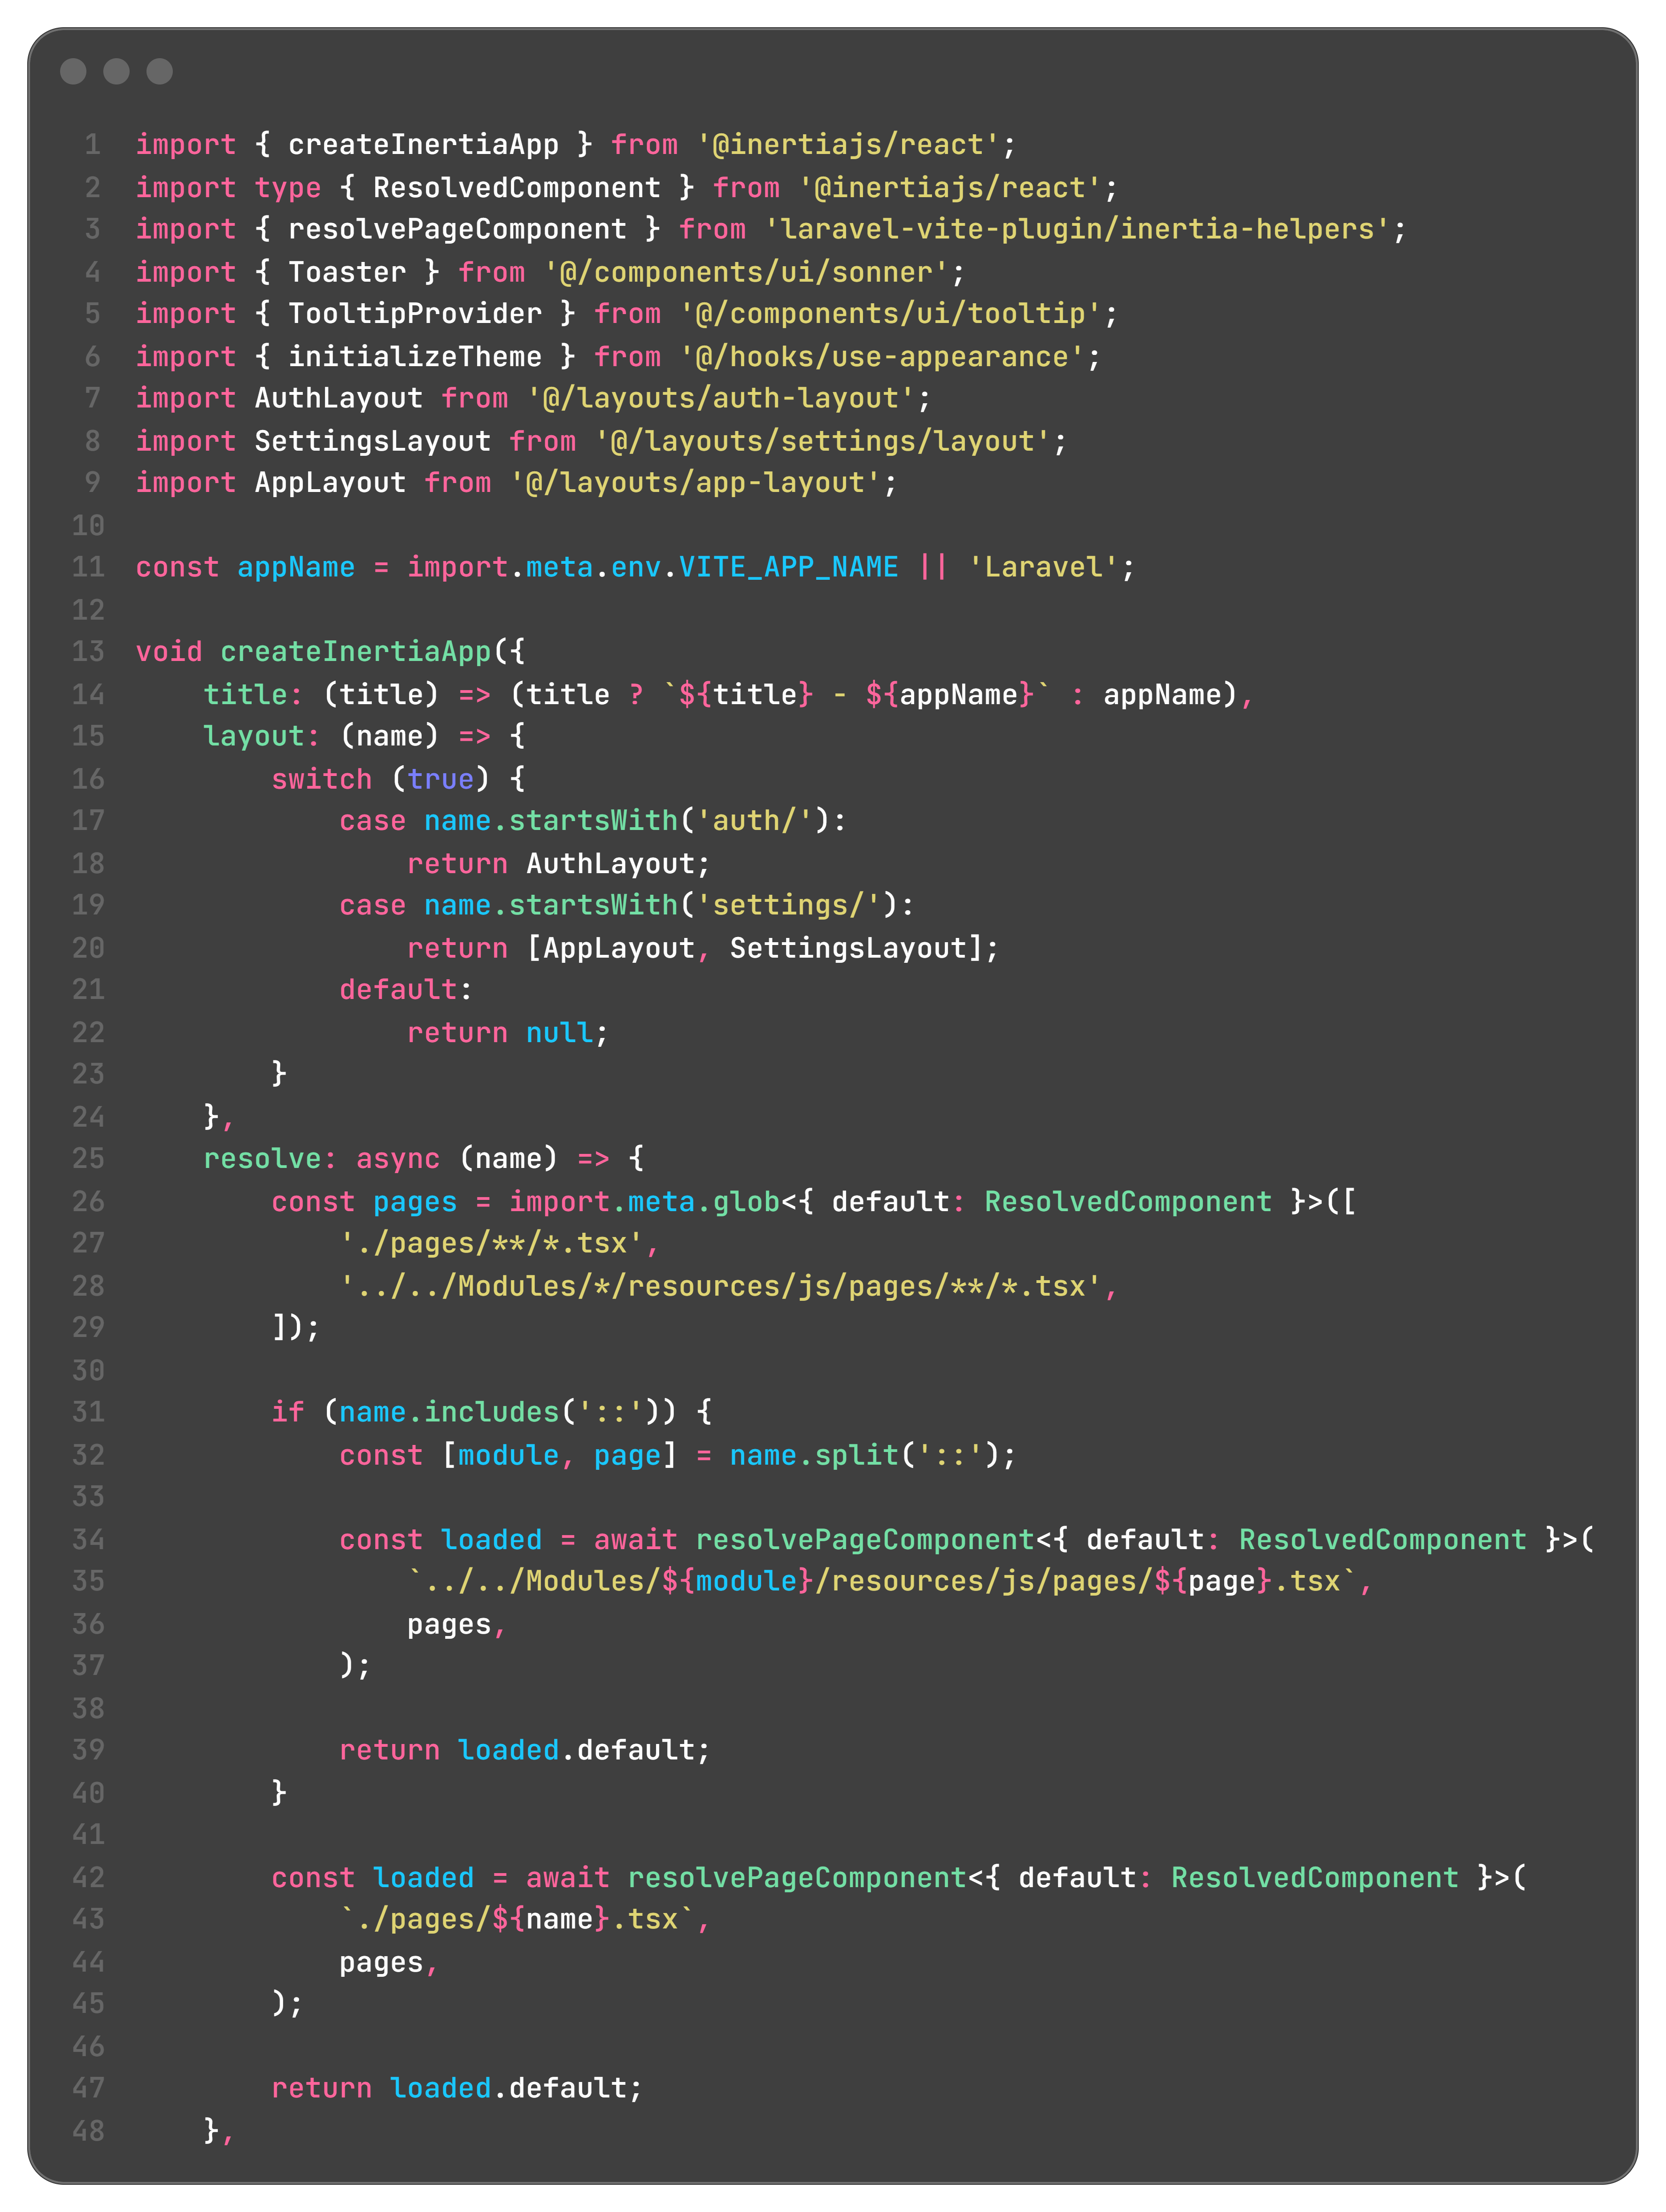 1 import { createInertiaApp } from '@inertiajs/react';
2 import type { ResolvedComponent } from '@inertiajs/react';
3 import { resolvePageComponent } from 'laravel-vite-plugin/inertia-helpers';
4 import { Toaster } from '@/components/ui/sonner';
5 import { TooltipProvider } from '@/components/ui/tooltip';
6 import { initializeTheme } from '@/hooks/use-appearance';
7 import AuthLayout from '@/layouts/auth-layout';
8 import SettingsLayout from '@/layouts/settings/layout';
9 import AppLayout from '@/layouts/app-layout';
10
11 const appName = import.meta.env.VITE_APP_NAME || 'Laravel';
12
13 void createInertiaApp({
14     title: (title) => (title ? `${title} - ${appName}` : appName),
15     layout: (name) => {
16         switch (true) {
17             case name.startsWith('auth/'):
18                 return AuthLayout;
19             case name.startsWith('settings/'):
20                 return [AppLayout, SettingsLayout];
21             default:
22                 return null;
23         }
24     },
25     resolve: async (name) => {
26         const pages = import.meta.glob<{ default: ResolvedComponent }>([
27             './pages/**/*.tsx',
28             '../../Modules/*/resources/js/pages/**/*.tsx',
29         ]);
30
31         if (name.includes('::')) {
32             const [module, page] = name.split('::');
33
34             const loaded = await resolvePageComponent<{ default: ResolvedComponent }>(
35                 `../../Modules/${module}/resources/js/pages/${page}.tsx`,
36                 pages,
37             );
38
39             return loaded.default;
40         }
41
42         const loaded = await resolvePageComponent<{ default: ResolvedComponent }>(
43             `./pages/${name}.tsx`,
44             pages,
45         );
46
47         return loaded.default;
48     },